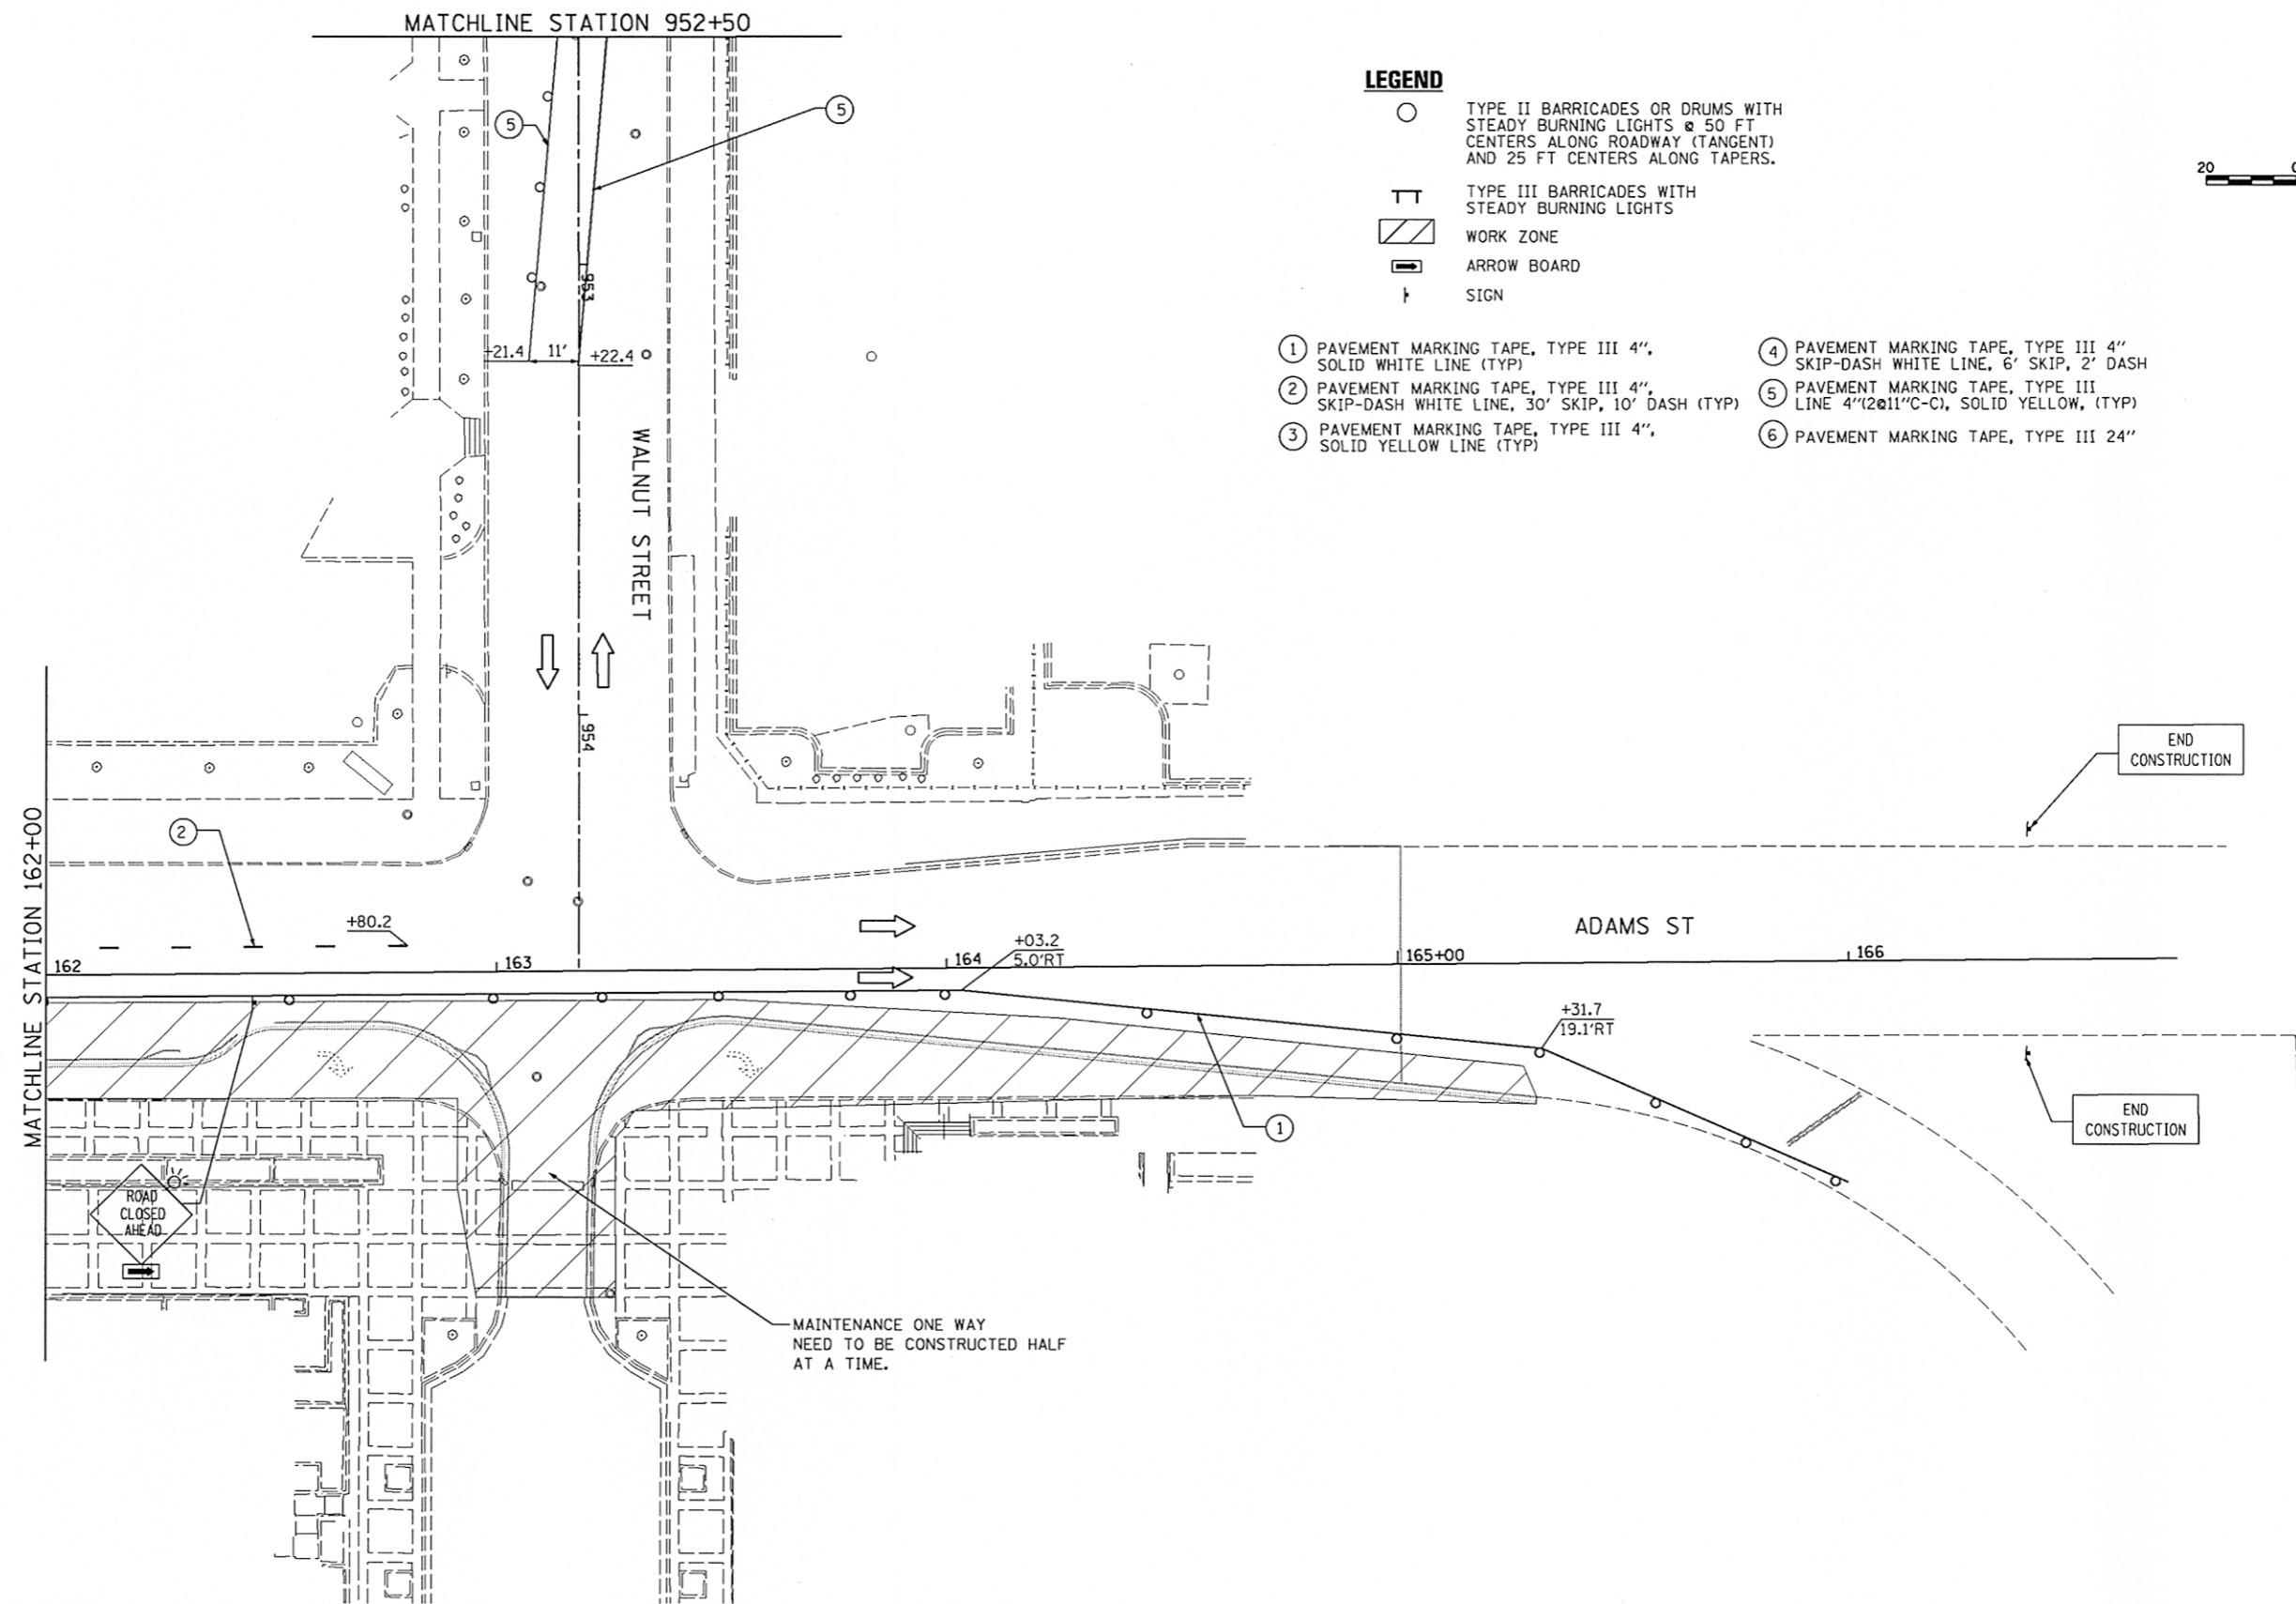 MATCHLINE STATION 952+50
LEGEND
TYPE II BARRICADES OR DRUMS WITH
STEADY BURNING LIGHTS @ 50 FT
CENTERS ALONG ROADWAY (TANGENT)
AND 25 FT CENTERS ALONG TAPERS.
TYPE III BARRICADES WITH
STEADY BURNING LIGHTS
WORK ZONE
ARROW BOARD
SIGN
20 0
1 PAVEMENT MARKING TAPE, TYPE III 4",
SOLID WHITE LINE (TYP)
2 PAVEMENT MARKING TAPE, TYPE III 4",
SKIP-DASH WHITE LINE, 30' SKIP, 10' DASH (TYP)
3 PAVEMENT MARKING TAPE, TYPE III 4",
SOLID YELLOW LINE (TYP)
4 PAVEMENT MARKING TAPE, TYPE III 4"
SKIP-DASH WHITE LINE, 6' SKIP, 2' DASH
5 PAVEMENT MARKING TAPE, TYPE III
LINE 4"(2@11"C-C), SOLID YELLOW, (TYP)
6 PAVEMENT MARKING TAPE, TYPE III 24"
5
5
953
+21.4
11'
+22.4
WALNUT STREET
954
END
CONSTRUCTION
MATCHLINE STATION 162+00
2
+80.2
162
163
164
+03.2
5.0'RT
165+00
ADAMS ST
166
+31.7
19.1'RT
1
END
CONSTRUCTION
ROAD
CLOSED
AHEAD
MAINTENANCE ONE WAY
NEED TO BE CONSTRUCTED HALF
AT A TIME.